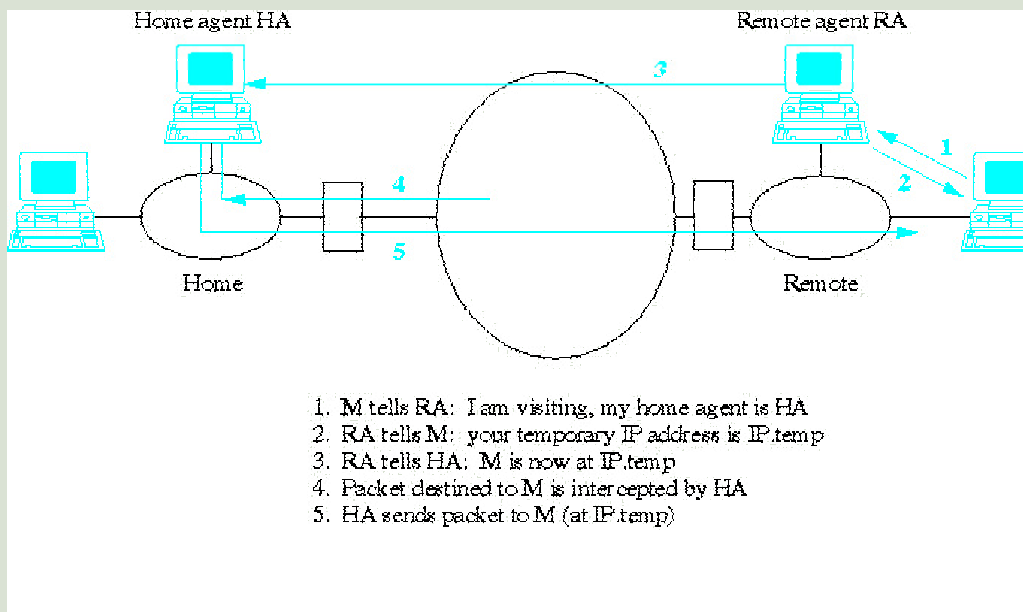 Home agent HA
Remote agent RA
3
1
2
4
5
Home
Remote
1. M tells RA: I am visiting, my home agent is HA
2. RA tells M: your temporary IP address is IP.temp
3. RA tells HA: M is now at IP.temp
4. Packet destined to M is intercepted by HA
5. HA sends packet to M (at IP.temp)